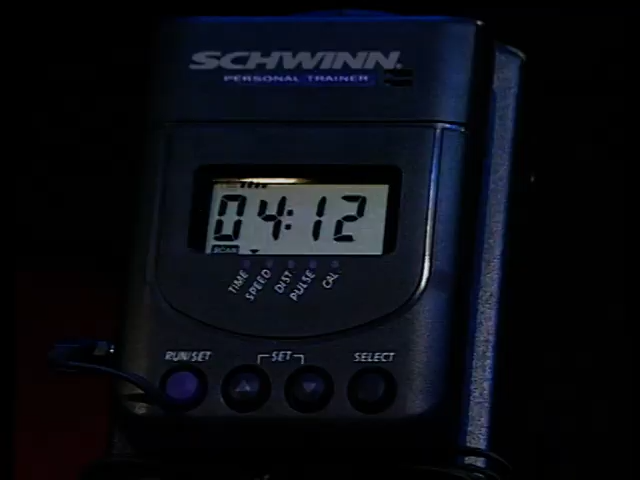 SCHWINN.
PERSONAL TRAINER
04:12
SCAN
TIME SPEED DIST. PULSE CAL.
RUN/SET SET SELECT